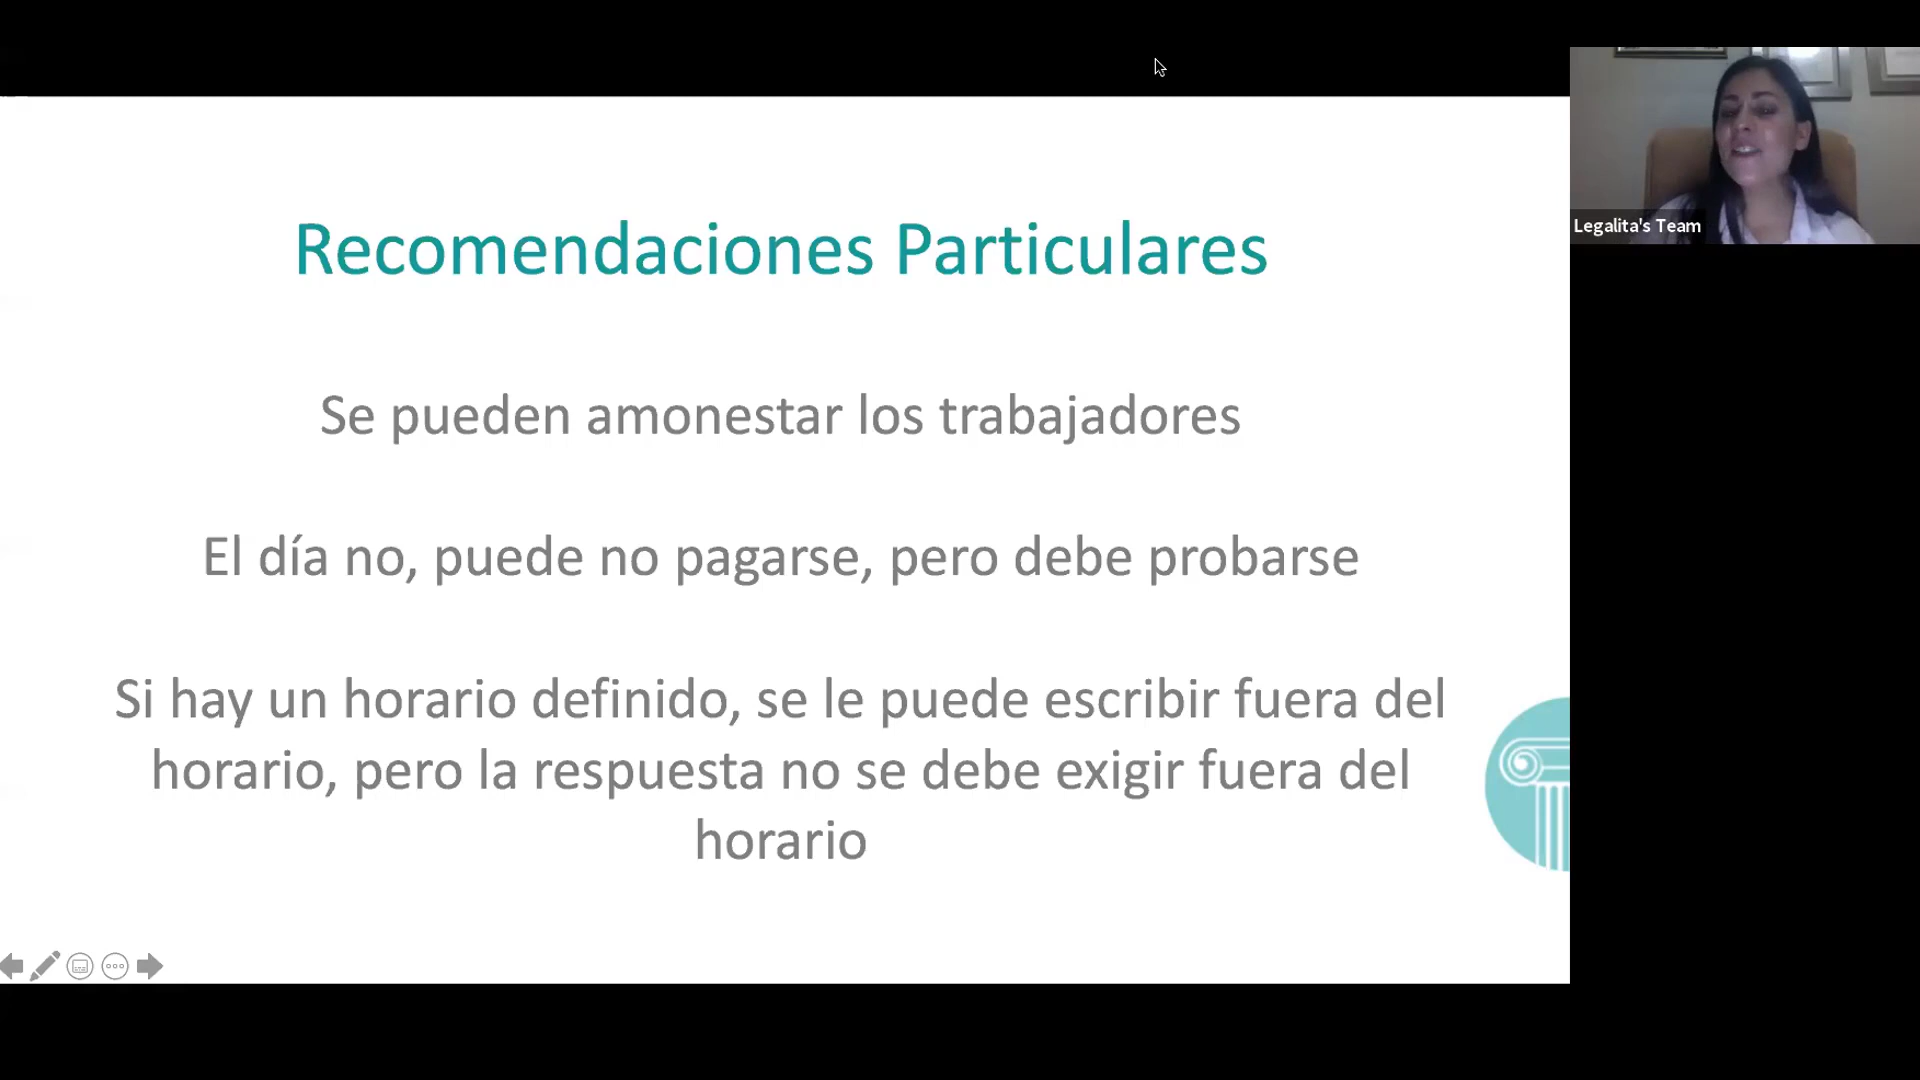 Recomendaciones Particulares
Se pueden amonestar los trabajadores
El día no, puede no pagarse, pero debe probarse
Si hay un horario definido, se le puede escribir fuera del
horario, pero la respuesta no se debe exigir fuera del
horario
Legalita's Team